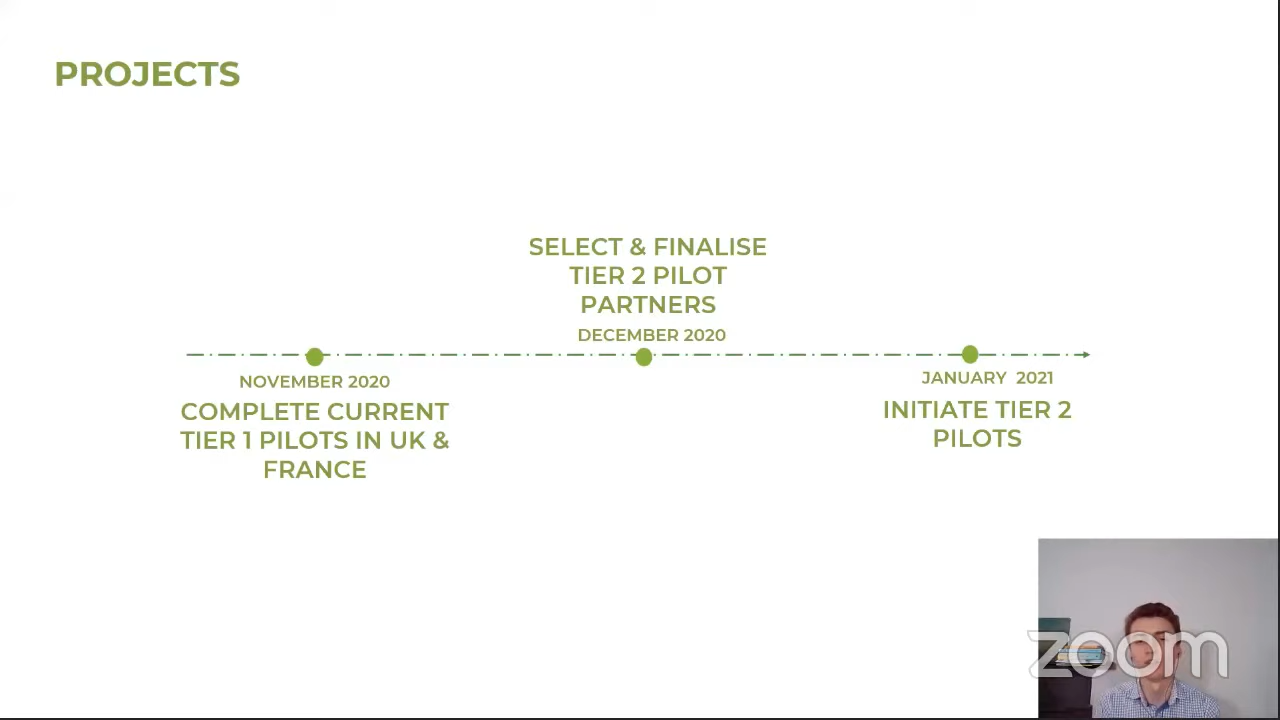 PROJECTS
SELECT & FINALISE
TIER 2 PILOT
PARTNERS
DECEMBER 2020
NOVEMBER 2020
COMPLETE CURRENT
TIER 1 PILOTS IN UK &
FRANCE
JANUARY 2021
INITIATE TIER 2
PILOTS
zoom